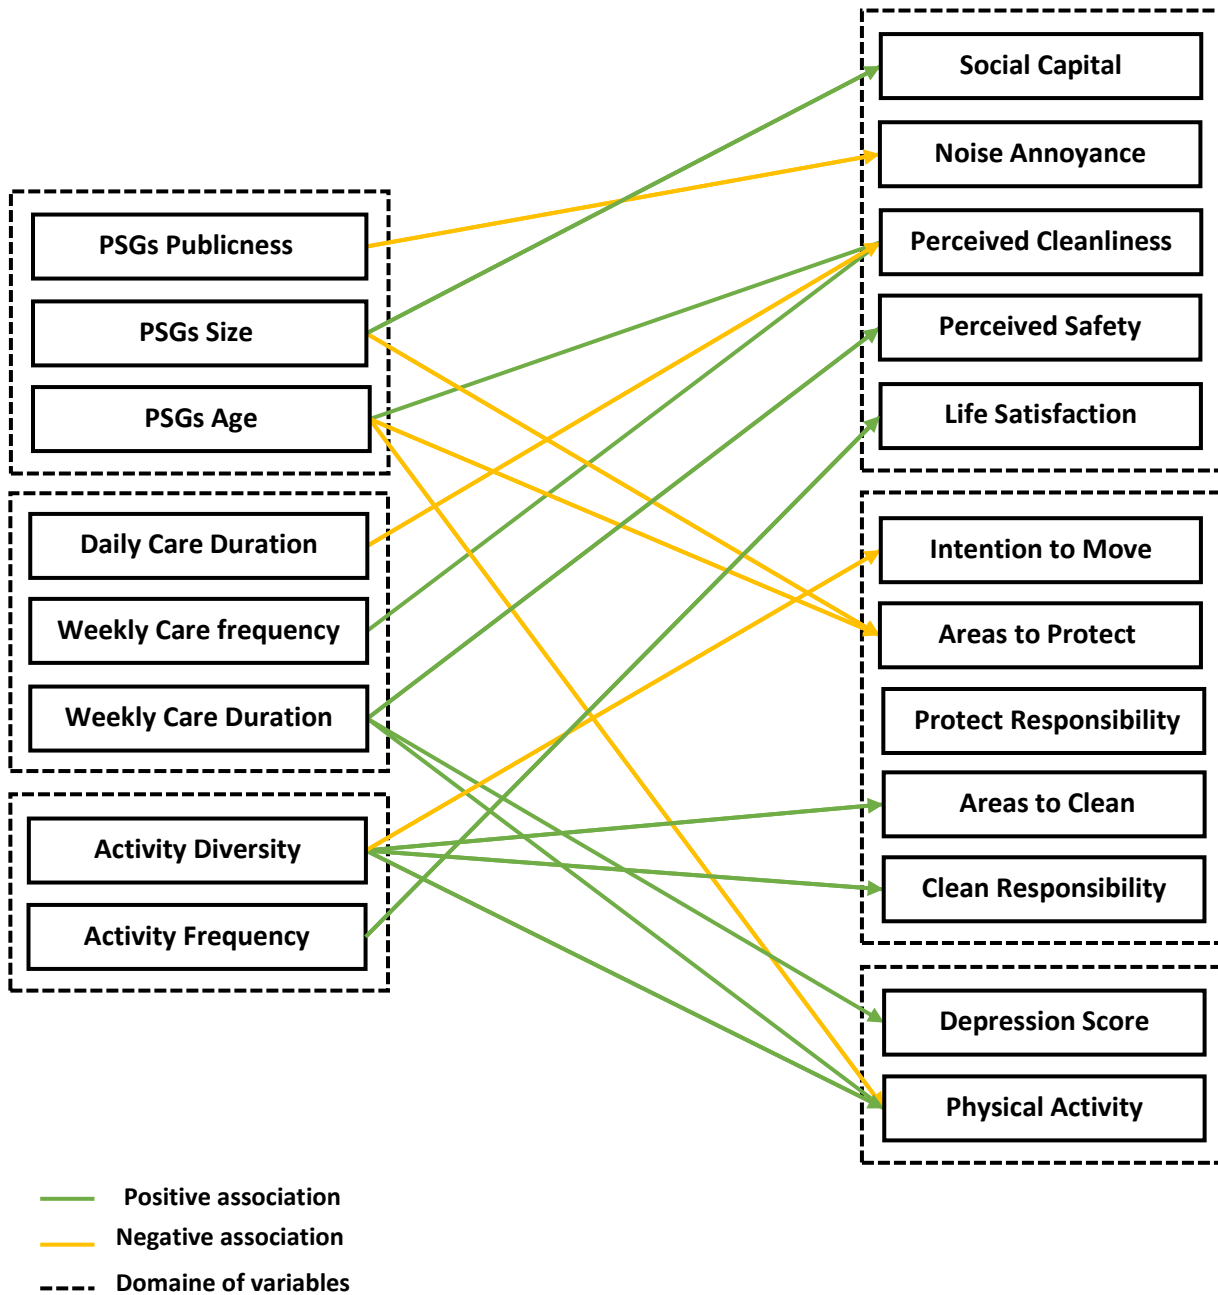 PSGs Publicness
PSGs Size
PSGs Age
Daily Care Duration
Weekly Care frequency
Weekly Care Duration
Activity Diversity
Activity Frequency
Social Capital
Noise Annoyance
Perceived Cleanliness
Perceived Safety
Life Satisfaction
Intention to Move
Areas to Protect
Protect Responsibility
Areas to Clean
Clean Responsibility
Depression Score
Physical Activity
Positive association
Negative association
Domaine of variables